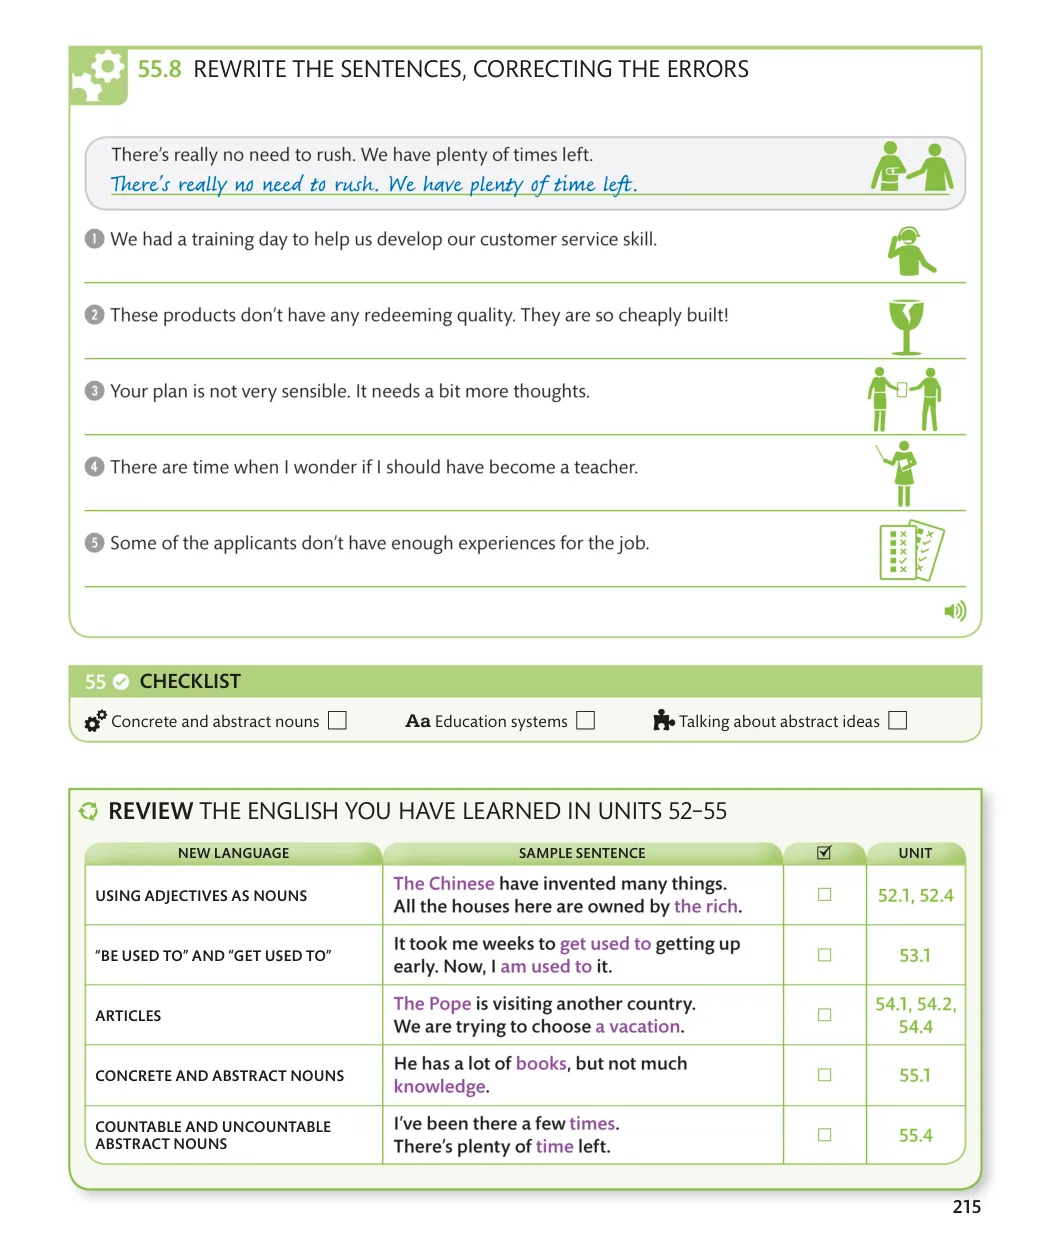 55.8 REWRITE THE SENTENCES, CORRECTING THE ERRORS
There's really no need to rush. We have plenty of times left.
There's really no need to rush. We have plenty of time left.
1 We had a training day to help us develop our customer service skill.
2 These products don't have any redeeming quality. They are so cheaply built!
3 Your plan is not very sensible. It needs a bit more thoughts.
4 There are time when I wonder if I should have become a teacher.
5 Some of the applicants don't have enough experiences for the job.
55 CHECKLIST
Concrete and abstract nouns Aa Education systems Talking about abstract ideas
REVIEW THE ENGLISH YOU HAVE LEARNED IN UNITS 52–55
NEW LANGUAGE SAMPLE SENTENCE UNIT
USING ADJECTIVES AS NOUNS
The Chinese have invented many things.
All the houses here are owned by the rich.
52.1, 52.4
"BE USED TO" AND "GET USED TO"
It took me weeks to get used to getting up
early. Now, I am used to it.
53.1
ARTICLES
The Pope is visiting another country.
We are trying to choose a vacation.
54.1, 54.2,
54.4
CONCRETE AND ABSTRACT NOUNS
He has a lot of books, but not much
knowledge.
55.1
COUNTABLE AND UNCOUNTABLE
ABSTRACT NOUNS
I've been there a few times.
There's plenty of time left.
55.4
215